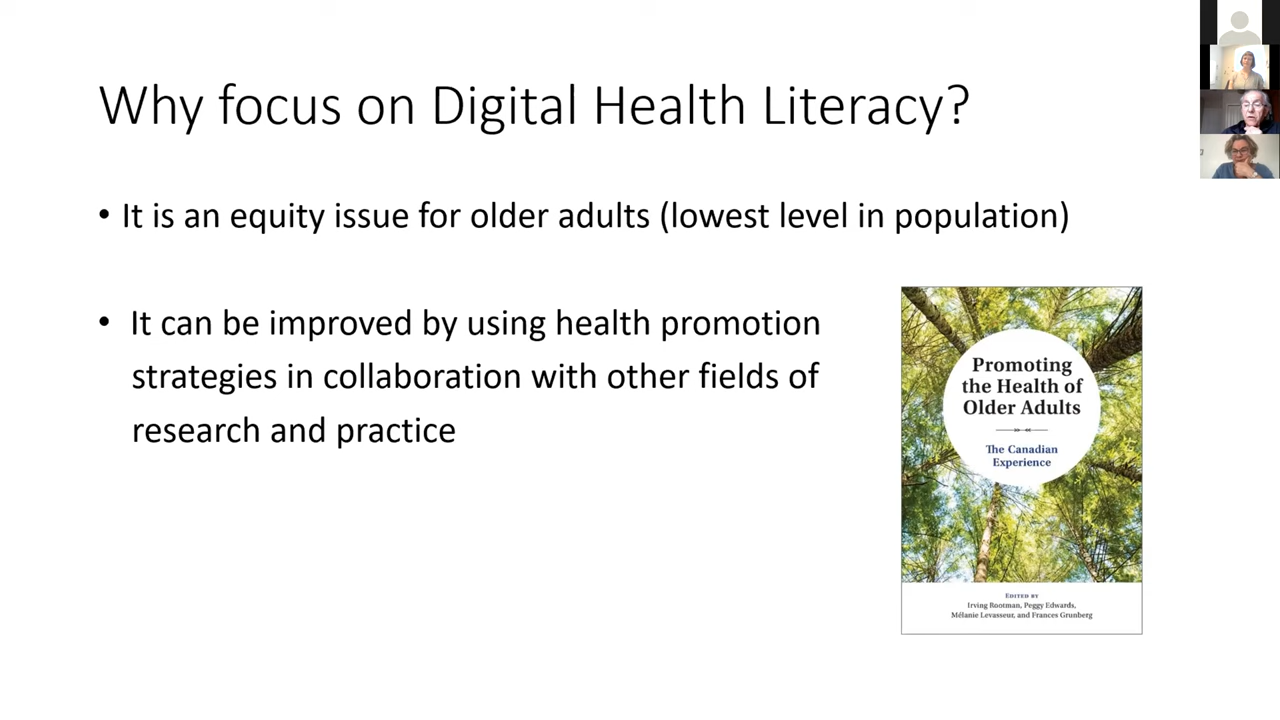 Why focus on Digital Health Literacy?
• It is an equity issue for older adults (lowest level in population)
• It can be improved by using health promotion
strategies in collaboration with other fields of
research and practice
Promoting
the Health of
Older Adults
The Canadian
Experience
EDITED BY
Irving Rootman, Peggy Edwards,
Mélanie Levasseur, and Frances Grunberg